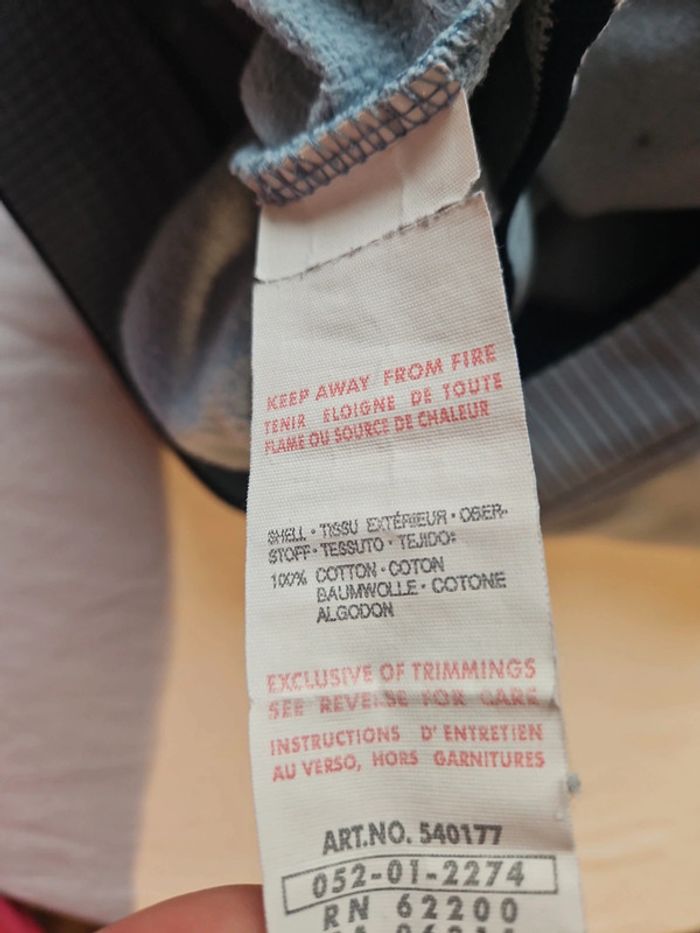 KEEP AWAY FROM FIRE
TENIR ELOIGNE DE TOUTE
FLAME OU SOURCE DE CHALEUR
SHELL • TISSU EXTÉRIEUR • OBER-
STOFF • TESSUTO • TEJIDO:
100% COTTON • COTON
BAUMWOLLE • COTONE
ALGODON
EXCLUSIVE OF TRIMMINGS
SEE REVERSE FOR CARE
INSTRUCTIONS D'ENTRETIEN
AU VERSO, HORS GARNITURES
ART.NO. 540177
052-01-2274
RN 62200